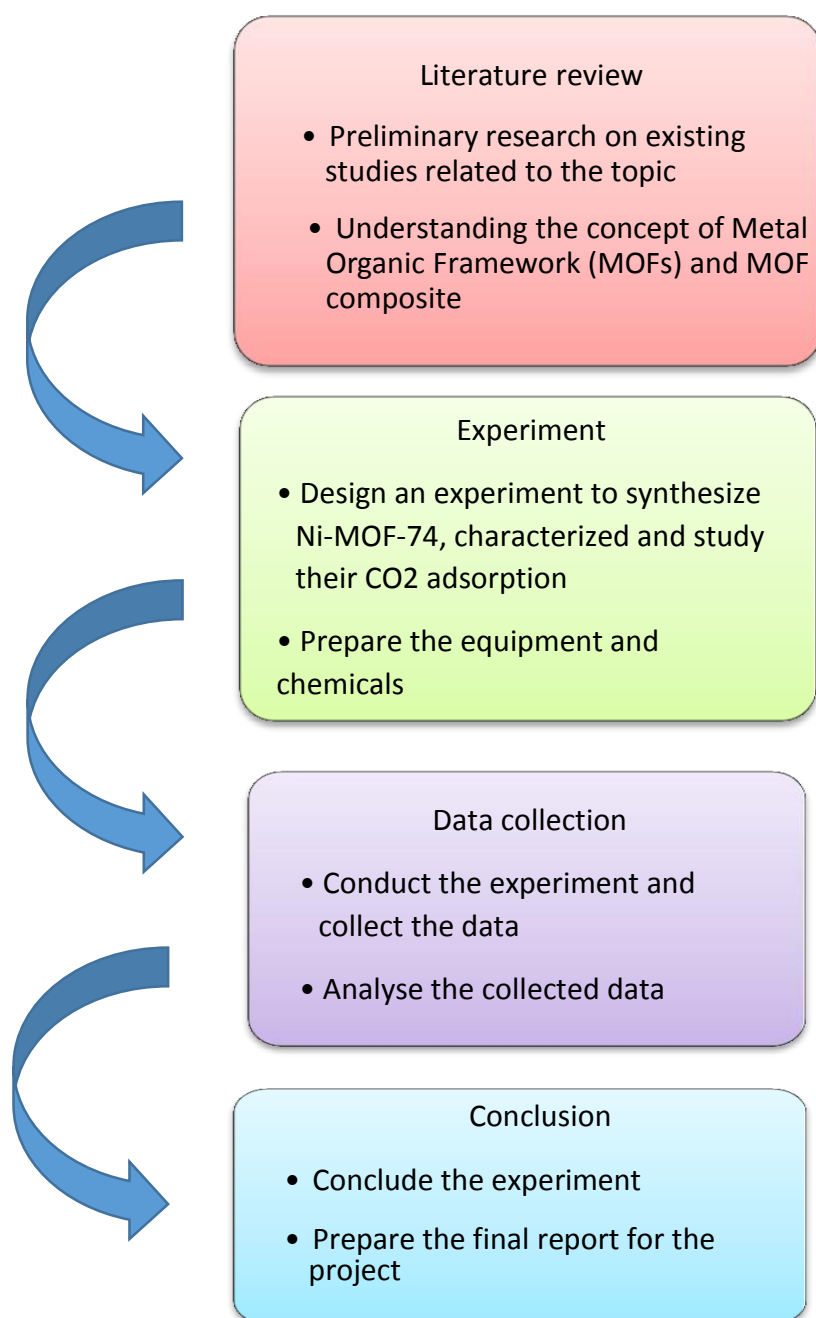 Literature review
• Preliminary research on existing
studies related to the topic
• Understanding the concept of Metal
Organic Framework (MOFs) and MOF
composite
Experiment
• Design an experiment to synthesize
Ni-MOF-74, characterized and study
their CO2 adsorption
• Prepare the equipment and
chemicals
Data collection
• Conduct the experiment and
collect the data
• Analyse the collected data
Conclusion
• Conclude the experiment
• Prepare the final report for the
project